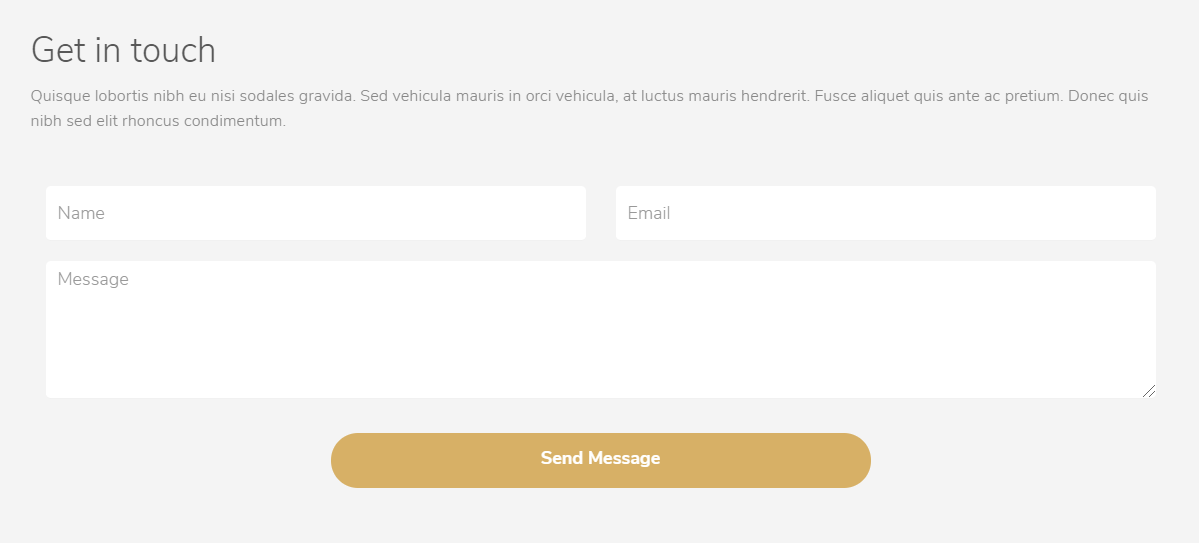 Get in touch
Quisque lobortis nibh eu nisi sodales gravida. Sed vehicula mauris in orci vehicula, at luctus mauris hendrerit. Fusce aliquet quis ante ac pretium. Donec quis
nibh sed elit rhoncus condimentum.
Name
Email
Message
Send Message